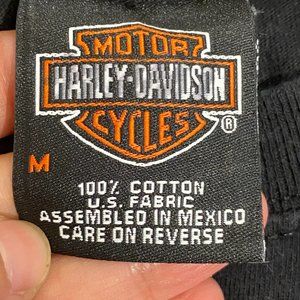 MOTOR
HARLEY-DAVIDSON
CYCLES
®
M
100% COTTON
U.S. FABRIC
ASSEMBLED IN MEXICO
CARE ON REVERSE